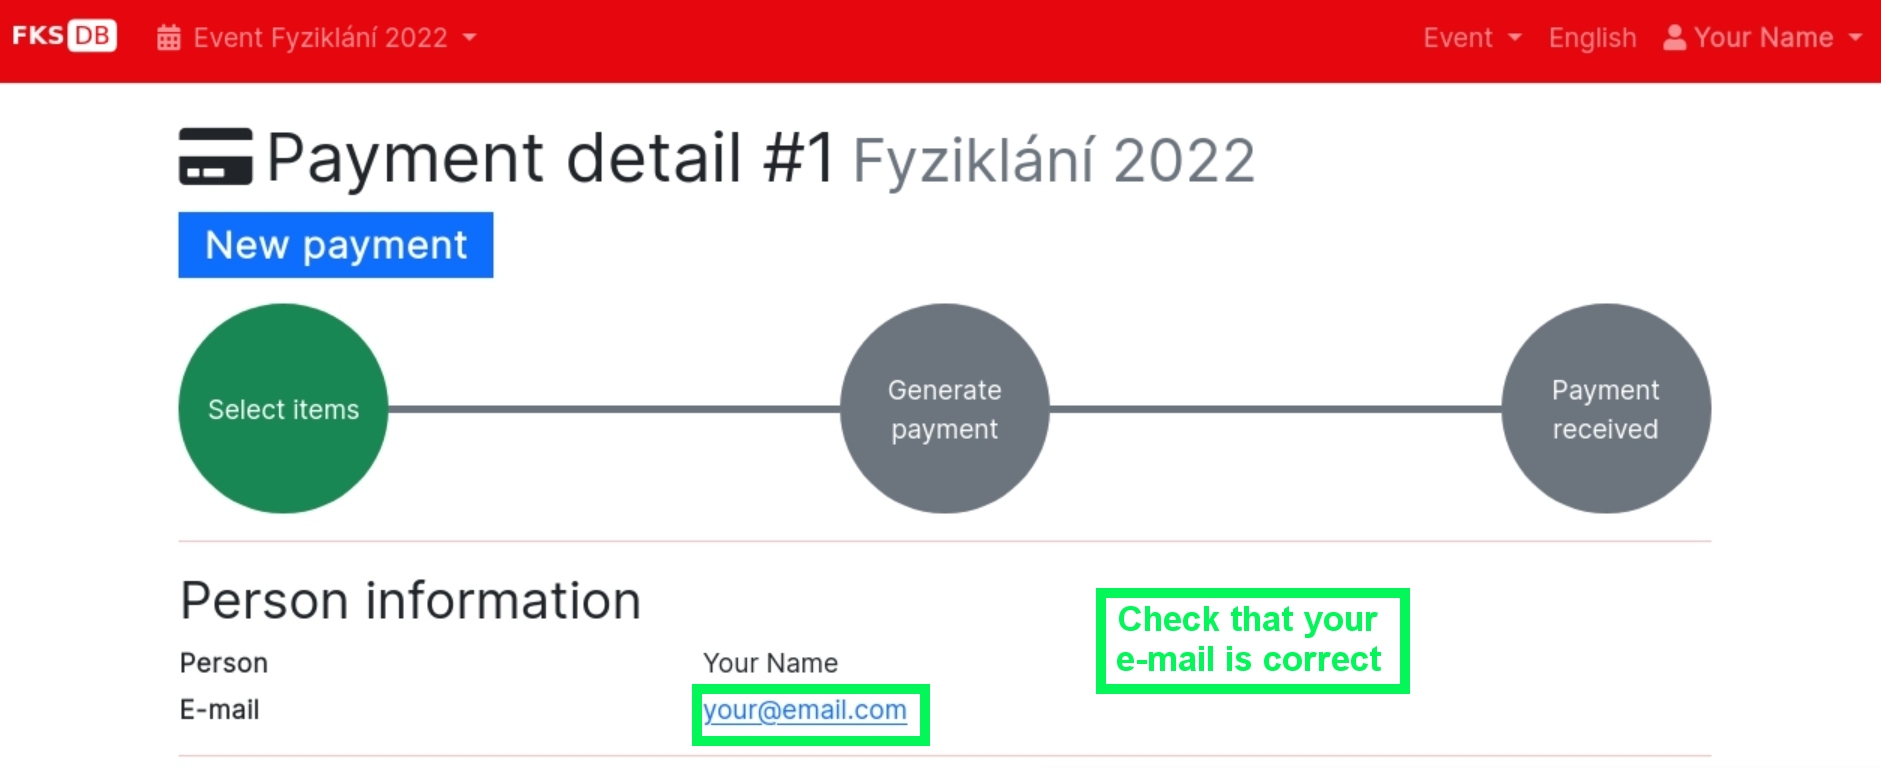 FKS DB Event Fyziklání 2022 Event English Your Name
Payment detail #1 Fyziklání 2022
New payment
Select items
Generate
payment
Payment
received
Person information
Check that your
e-mail is correct
Person Your Name
E-mail your@email.com